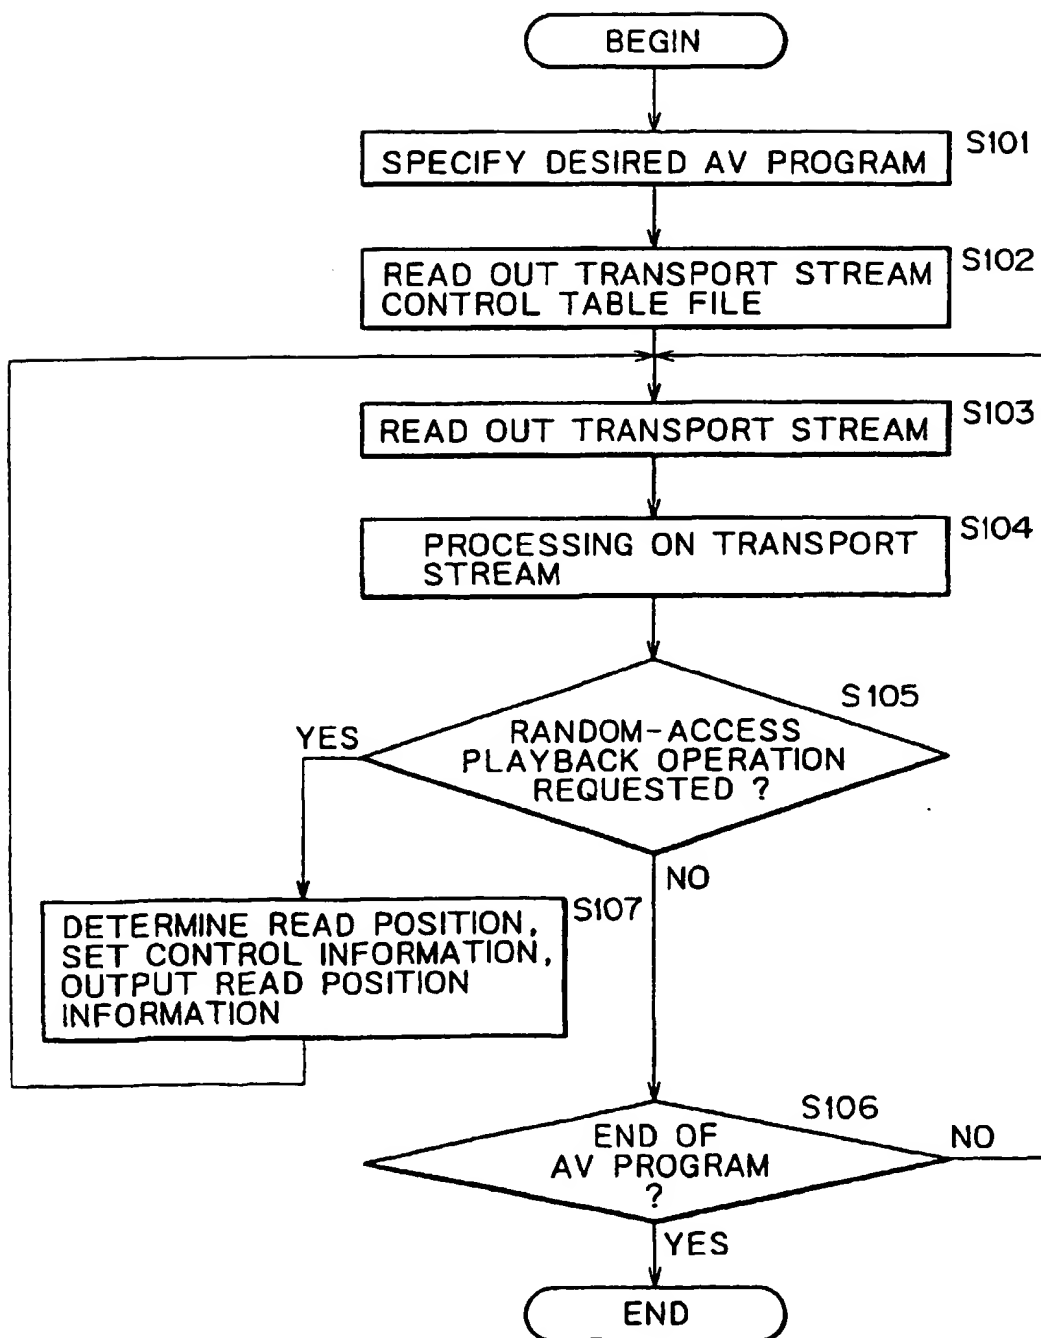 BEGIN
S101
SPECIFY DESIRED AV PROGRAM
S102
READ OUT TRANSPORT STREAM
CONTROL TABLE FILE
S103
READ OUT TRANSPORT STREAM
S104
PROCESSING ON TRANSPORT
STREAM
S105
RANDOM-ACCESS
PLAYBACK OPERATION
REQUESTED ?
YES
NO
S107
DETERMINE READ POSITION,
SET CONTROL INFORMATION,
OUTPUT READ POSITION
INFORMATION
S106
END OF
AV PROGRAM
?
NO
YES
END